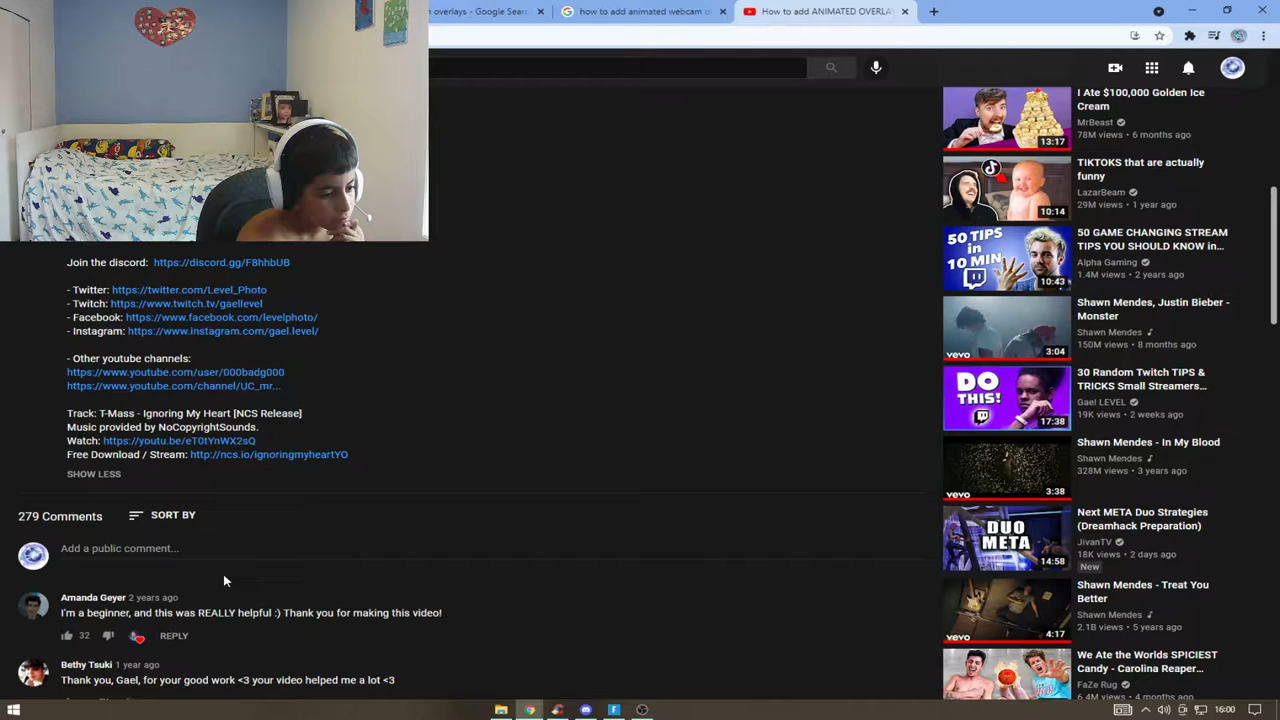 n overlays - Google Sear
how to add animated webcam o
How to add ANIMATED OVERLA
I Ate $100,000 Golden Ice
Cream
MrBeast
78M views • 6 months ago
13:17
TIKTOKS that are actually
funny
LazarBeam
29M views • 1 year ago
10:14
50 TIPS
in
10 MIN
10:43
50 GAME CHANGING STREAM
TIPS YOU SHOULD KNOW in...
Alpha Gaming
1.4M views • 2 years ago
Join the discord: https://discord.gg/F8hhbUB
- Twitter: https://twitter.com/Level_Photo
- Twitch: https://www.twitch.tv/gaellevel
- Facebook: https://www.facebook.com/levelphoto/
- Instagram: https://www.instagram.com/gael.level/
- Other youtube channels:
https://www.youtube.com/user/000badg000
https://www.youtube.com/channel/UC_mr...
Track: T-Mass - Ignoring My Heart [NCS Release]
Music provided by NoCopyrightSounds.
Watch: https://youtu.be/eT0tYnWX2sQ
Free Download / Stream: http://ncs.io/ignoringmyheartYO
SHOW LESS
vevo
3:04
Shawn Mendes, Justin Bieber -
Monster
Shawn Mendes
150M views • 8 months ago
DO
THIS!
17:38
30 Random Twitch TIPS &
TRICKS Small Streamers...
Gael LEVEL
19K views • 2 weeks ago
vevo
3:38
Shawn Mendes - In My Blood
Shawn Mendes
328M views • 3 years ago
279 Comments
SORT BY
Add a public comment...
Amanda Geyer 2 years ago
I'm a beginner, and this was REALLY helpful :) Thank you for making this video!
32
REPLY
Bethy Tsuki 1 year ago
Thank you, Gael, for your good work <3 your video helped me a lot <3
DUO
META
14:58
Next META Duo Strategies
(Dreamhack Preparation)
JivanTV
18K views • 2 days ago
New
vevo
4:17
Shawn Mendes - Treat You
Better
Shawn Mendes
2.1B views • 5 years ago
We Ate the Worlds SPICIEST
Candy - Carolina Reaper...
FaZe Rug
6.4M views • 4 months ago
16:00